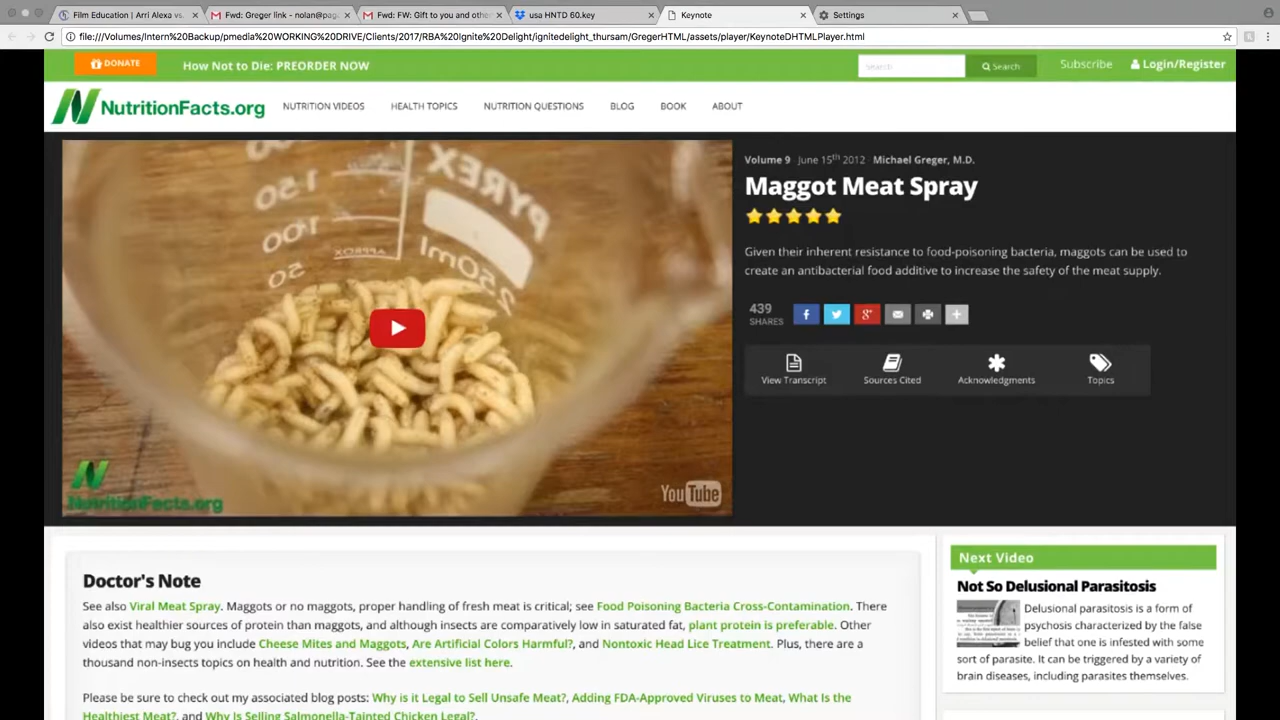 Film Education | Arri Alexa vs.
Fwd: Greger link - nolan@pag
Fwd: FW: Gift to you and othe
usa HNTD 60.key
Keynote
Settings
file:///Volumes/Intern%20Backup/pmedia%20WORKING%20DRIVE/Clients/2017/RBA%20Ignite%20Delight/ignitedelight_thursam/GregerHTML/assets/player/KeynoteDHTMLPlayer.html
DONATE
How Not to Die: PREORDER NOW
Search
Search
Subscribe
Login/Register
NutritionFacts.org
NUTRITION VIDEOS
HEALTH TOPICS
NUTRITION QUESTIONS
BLOG
BOOK
ABOUT
PYREX
250ml
150
100
APPROX
50
NutritionFacts.org
YouTube
Volume 9 · June 15th 2012 · Michael Greger, M.D.
Maggot Meat Spray
Given their inherent resistance to food-poisoning bacteria, maggots can be used to
create an antibacterial food additive to increase the safety of the meat supply.
439
SHARES
View Transcript
Sources Cited
Acknowledgments
Topics
Doctor's Note
See also Viral Meat Spray. Maggots or no maggots, proper handling of fresh meat is critical; see Food Poisoning Bacteria Cross-Contamination. There
also exist healthier sources of protein than maggots, and although insects are comparatively low in saturated fat, plant protein is preferable. Other
videos that may bug you include Cheese Mites and Maggots, Are Artificial Colors Harmful?, and Nontoxic Head Lice Treatment. Plus, there are a
thousand non-insects topics on health and nutrition. See the extensive list here.
Please be sure to check out my associated blog posts: Why is it Legal to Sell Unsafe Meat?, Adding FDA-Approved Viruses to Meat, What Is the
Healthiest Meat?, and Why Is Selling Salmonella-Tainted Chicken Legal?.
Next Video
Not So Delusional Parasitosis
Delusional parasitosis is a form of
psychosis characterized by the false
belief that one is infested with some
sort of parasite. It can be triggered by a variety of
brain diseases, including parasites themselves.